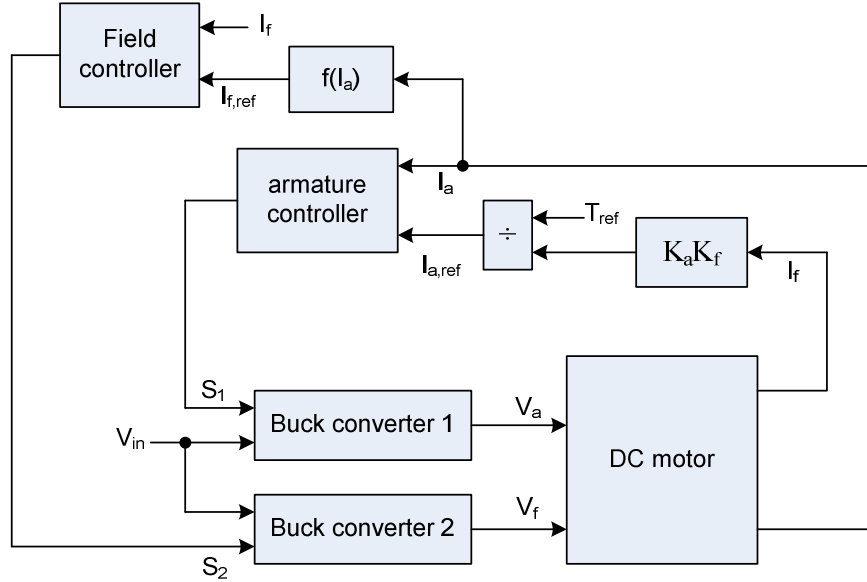 Field
controller
I_f
I_f,ref
f(I_a)
armature
controller
I_a
I_a,ref
÷
T_ref
K_aK_f
I_f
S_1
V_in
Buck converter 1
V_a
DC motor
Buck converter 2
V_f
S_2